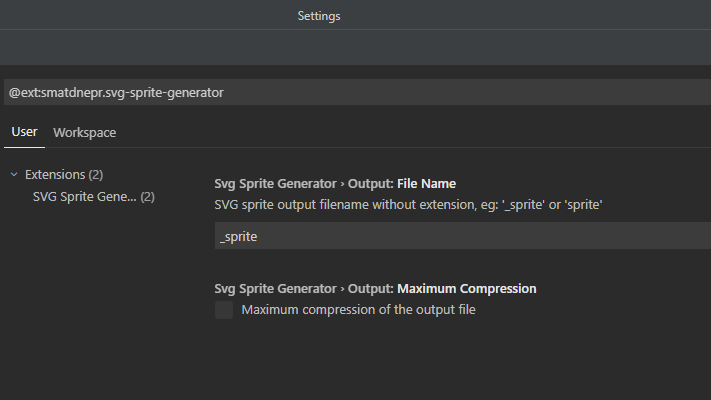 Settings
@ext:smatdnepr.svg-sprite-generator
User Workspace
Extensions (2)
SVG Sprite Gene... (2)
Svg Sprite Generator › Output: File Name
SVG sprite output filename without extension, eg: '_sprite' or 'sprite'
_sprite
Svg Sprite Generator › Output: Maximum Compression
Maximum compression of the output file